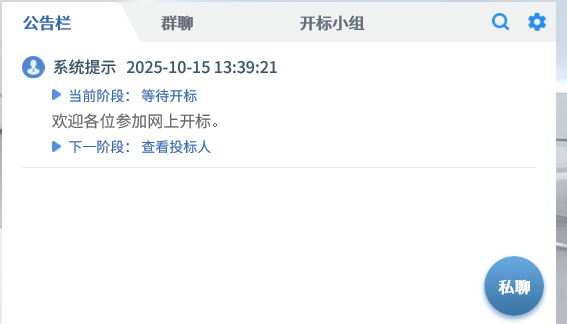 公告栏 群聊 开标小组
系统提示 2025-10-15 13:39:21
当前阶段： 等待开标
欢迎各位参加网上开标。
下一阶段： 查看投标人
私聊